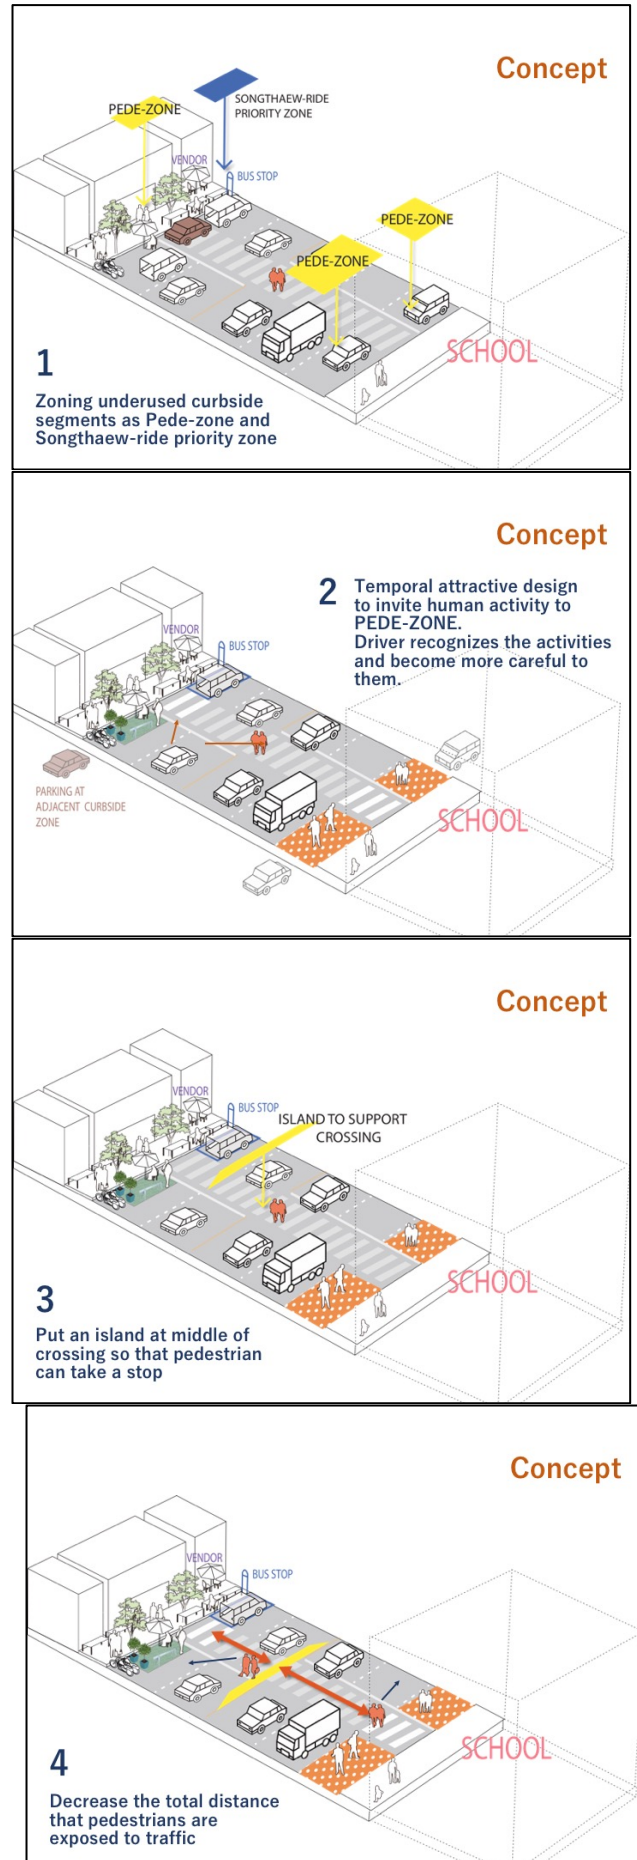 Concept
PEDE-ZONE
SONGTHAEW-RIDE
PRIORITY ZONE
VENDOR
BUS STOP
PEDE-ZONE
PEDE-ZONE
SCHOOL
1
Zoning underused curbside
segments as Pede-zone and
Songthaew-ride priority zone
Concept
2
Temporal attractive design
to invite human activity to
PEDE-ZONE.
Driver recognizes the activities
and become more careful to
them.
VENDOR
BUS STOP
PARKING AT
ADJACENT CURBSIDE
ZONE
SCHOOL
Concept
VENDOR
BUS STOP
ISLAND TO SUPPORT
CROSSING
SCHOOL
3
Put an island at middle of
crossing so that pedestrian
can take a stop
Concept
VENDOR
BUS STOP
SCHOOL
4
Decrease the total distance
that pedestrians are
exposed to traffic